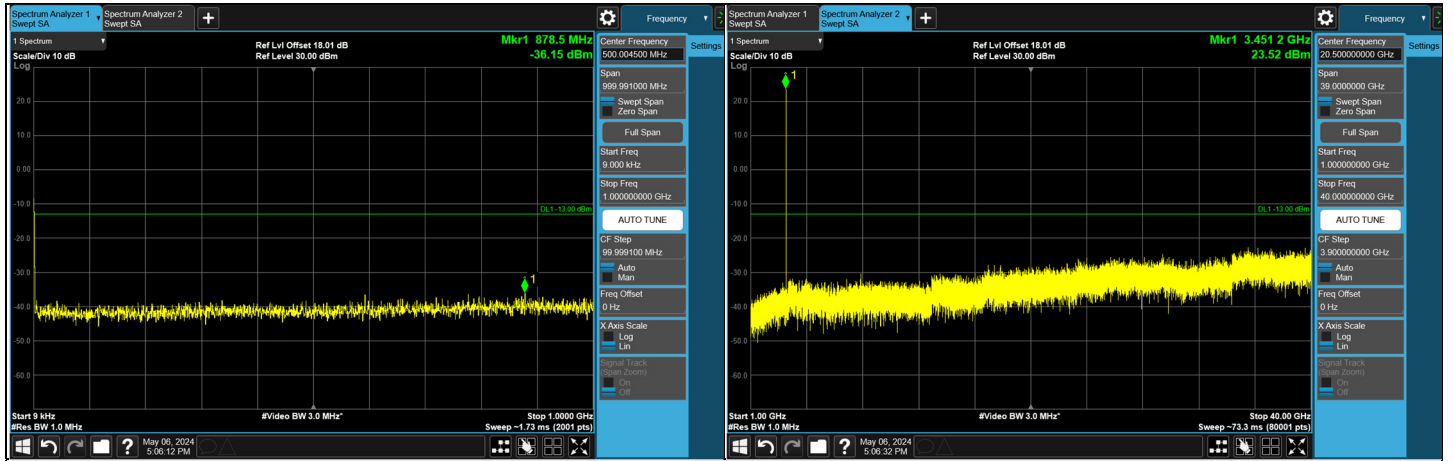 Spectrum Analyzer 1
Swept SA
Spectrum Analyzer 2
Swept SA
+
Frequency
1 Spectrum
Scale/Div 10 dB
Log
Ref Lvl Offset 18.01 dB
Ref Level 30.00 dBm
Mkr1 878.5 MHz
-36.15 dBm
20.0
10.0
0.00
-10.0
-20.0
-30.0
-40.0
-50.0
-60.0
DL1 -13.00 dBm
1
Start 9 kHz
#Res BW 1.0 MHz
#Video BW 3.0 MHz*
Stop 1.0000 GHz
Sweep ~1.73 ms (2001 pts)
Center Frequency
500.004500 MHz
Span
999.991000 MHz
Swept Span
Zero Span
Full Span
Start Freq
9.000 kHz
Stop Freq
1.000000000 GHz
AUTO TUNE
CF Step
99.999100 MHz
Auto
Man
Freq Offset
0 Hz
X Axis Scale
Log
Lin
Signal Track
(Span Zoom)
On
Off
Settings
?
May 06, 2024
5:06:12 PM
Spectrum Analyzer 1
Swept SA
Spectrum Analyzer 2
Swept SA
+
Frequency
1 Spectrum
Scale/Div 10 dB
Log
Ref Lvl Offset 18.01 dB
Ref Level 30.00 dBm
Mkr1 3.451 2 GHz
23.52 dBm
20.0
10.0
0.00
-10.0
-20.0
-30.0
-40.0
-50.0
-60.0
DL1 -13.00 dBm
1
Start 1.00 GHz
#Res BW 1.0 MHz
#Video BW 3.0 MHz*
Stop 40.00 GHz
Sweep ~73.3 ms (80001 pts)
Center Frequency
20.500000000 GHz
Span
39.0000000 GHz
Swept Span
Zero Span
Full Span
Start Freq
1.000000000 GHz
Stop Freq
40.000000000 GHz
AUTO TUNE
CF Step
3.900000000 GHz
Auto
Man
Freq Offset
0 Hz
X Axis Scale
Log
Lin
Signal Track
(Span Zoom)
On
Off
Settings
?
May 06, 2024
5:06:32 PM